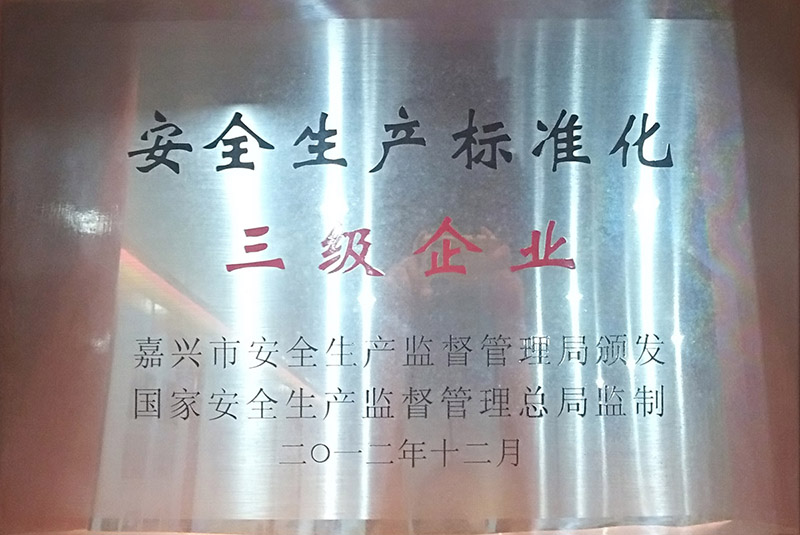 安全生产标准化
三级企业
嘉兴市安全生产监督管理局颁发
国家安全生产监督管理总局监制
二〇一二年十二月